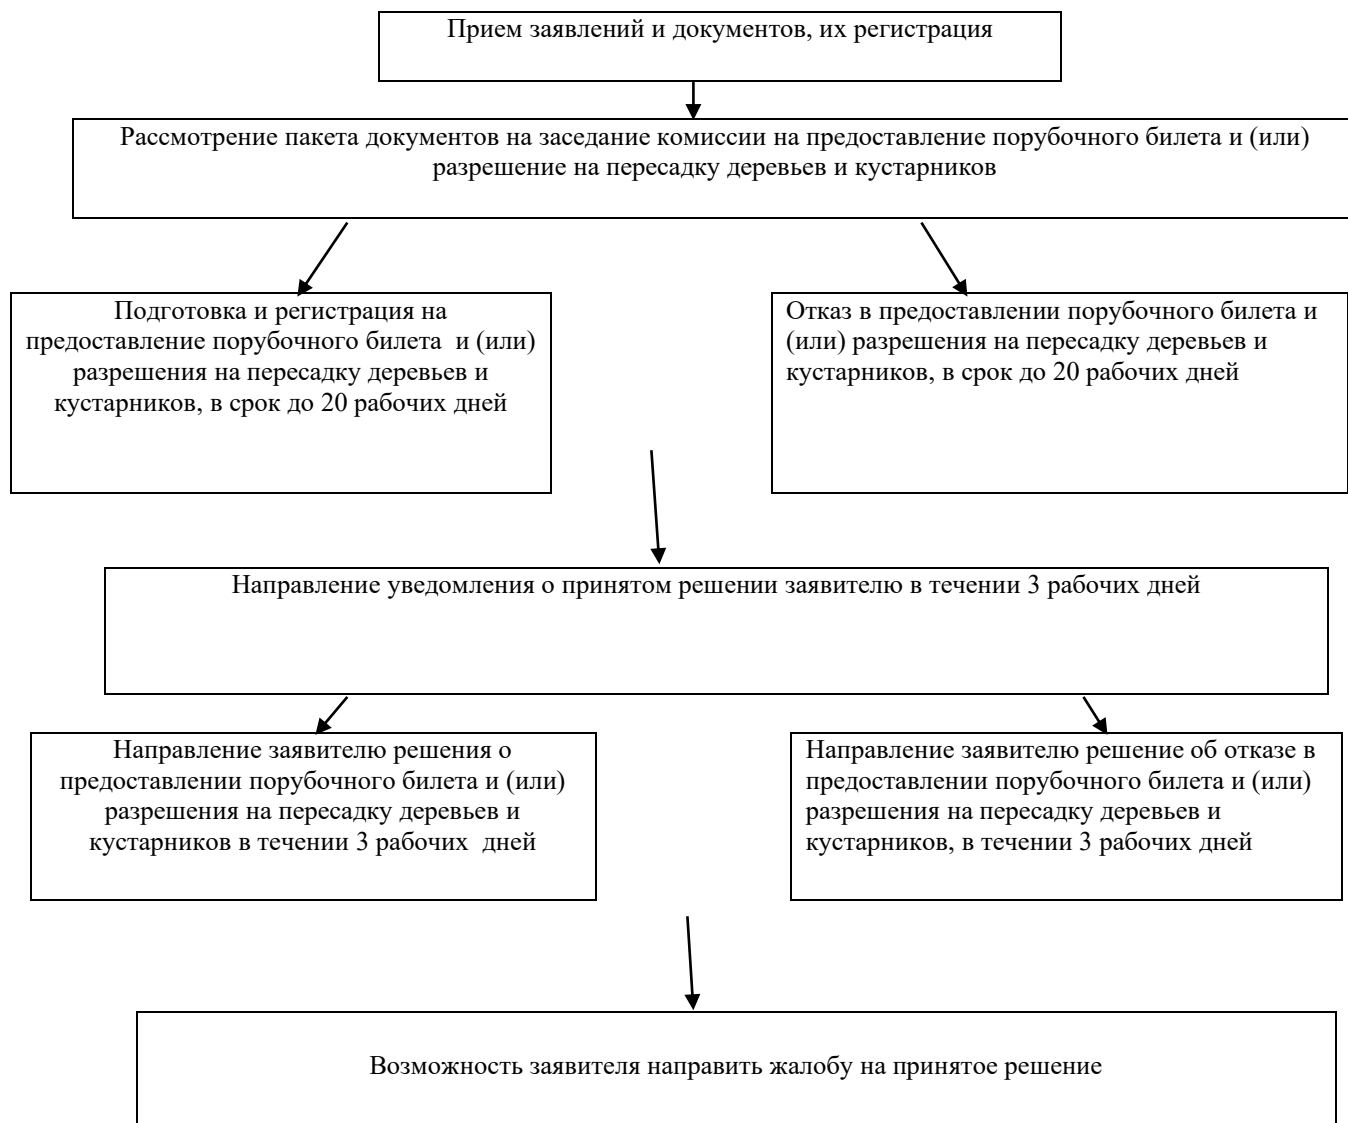 Прием заявлений и документов, их регистрация
Рассмотрение пакета документов на заседание комиссии на предоставление порубочного билета и (или)
разрешение на пересадку деревьев и кустарников
Подготовка и регистрация на
предоставление порубочного билета  и (или)
разрешения на пересадку деревьев и
кустарников, в срок до 20 рабочих дней
Отказ в предоставлении порубочного билета и
(или) разрешения на пересадку деревьев и
кустарников, в срок до 20 рабочих дней
Направление уведомления о принятом решении заявителю в течении 3 рабочих дней
Направление заявителю решения о
предоставлении порубочного билета и (или)
разрешения на пересадку деревьев и
кустарников в течении 3 рабочих  дней
Направление заявителю решение об отказе в
предоставлении порубочного билета и (или)
разрешения на пересадку деревьев и
кустарников, в течении 3 рабочих дней
Возможность заявителя направить жалобу на принятое решение